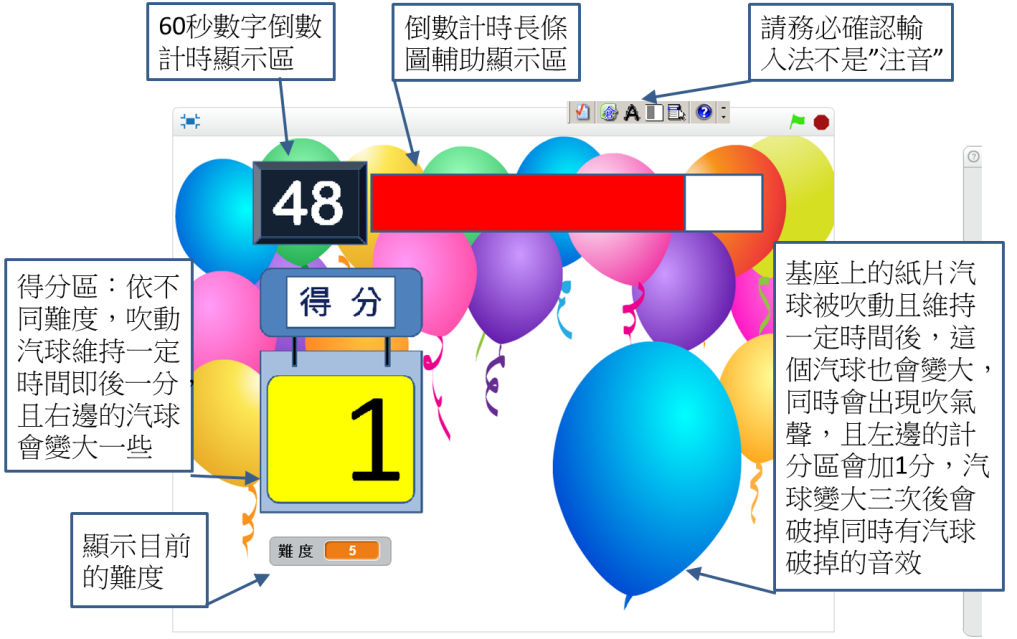 60秒數字倒數
計時顯示區
倒數計時長條
圖輔助顯示區
請務必確認輸
入法不是”注音”
48
得分區：依不
同難度，吹動
汽球維持一定
時間即後一分，
且右邊的汽球
會變大一些
得 分
1
基座上的紙片汽
球被吹動且維持
一定時間後，這
個汽球也會變大，
同時會出現吹氣
聲，且左邊的計
分區會加1分，汽
球變大三次後會
破掉同時有汽球
破掉的音效
顯示目前
的難度
難度 5